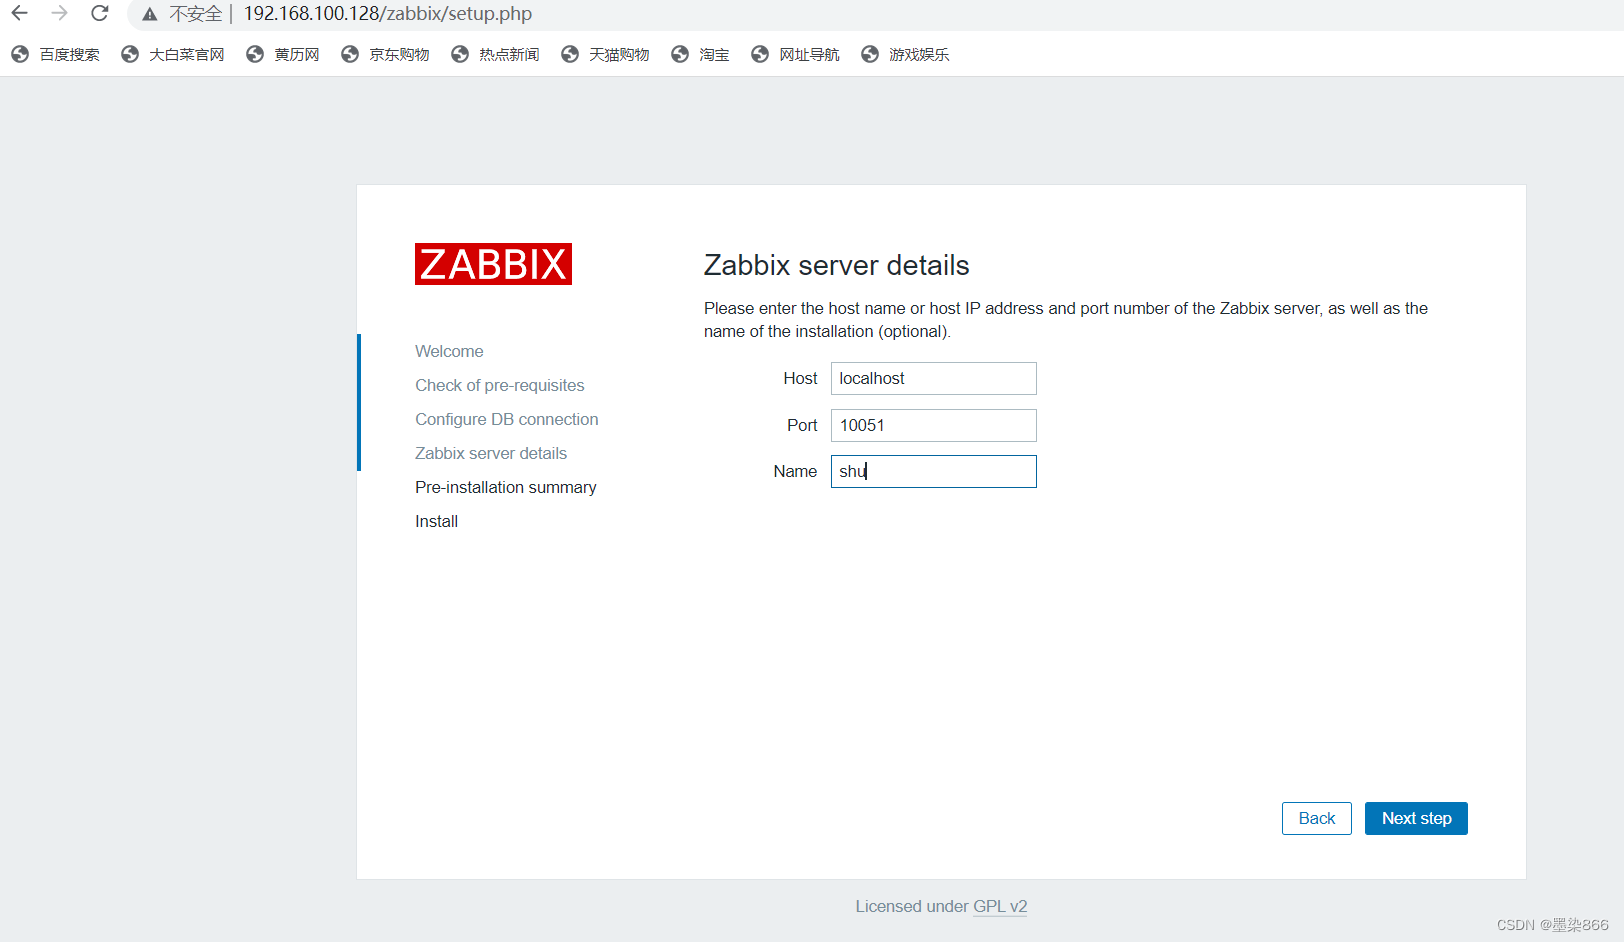 不安全 | 192.168.100.128/zabbix/setup.php
百度搜索 大白菜官网 黄历网 京东购物 热点新闻 天猫购物 淘宝 网址导航 游戏娱乐
ZABBIX
Welcome
Check of pre-requisites
Configure DB connection
Zabbix server details
Pre-installation summary
Install
Zabbix server details
Please enter the host name or host IP address and port number of the Zabbix server, as well as the
name of the installation (optional).
Host localhost
Port 10051
Name shu
Back Next step
Licensed under GPL v2
CSDN @墨染866